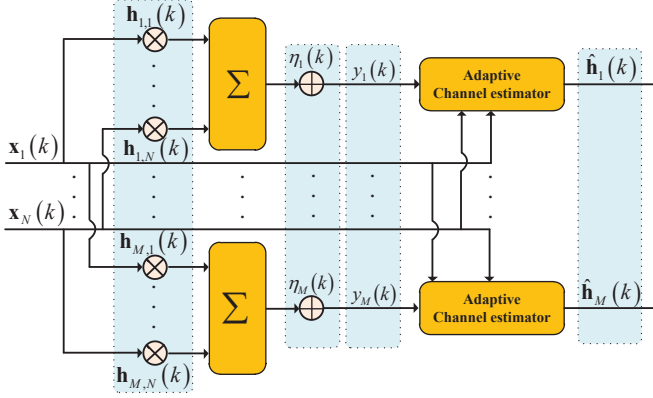 𝐡₁,₁(k)
η₁(k)
y₁(k)
𝐡̂₁(k)
Adaptive
Channel estimator
Σ
𝐱₁(k)
𝐡₁,N(k)
𝐱N(k)
𝐡M,₁(k)
ηM(k)
yM(k)
𝐡̂M(k)
Adaptive
Channel estimator
Σ
𝐡M,N(k)